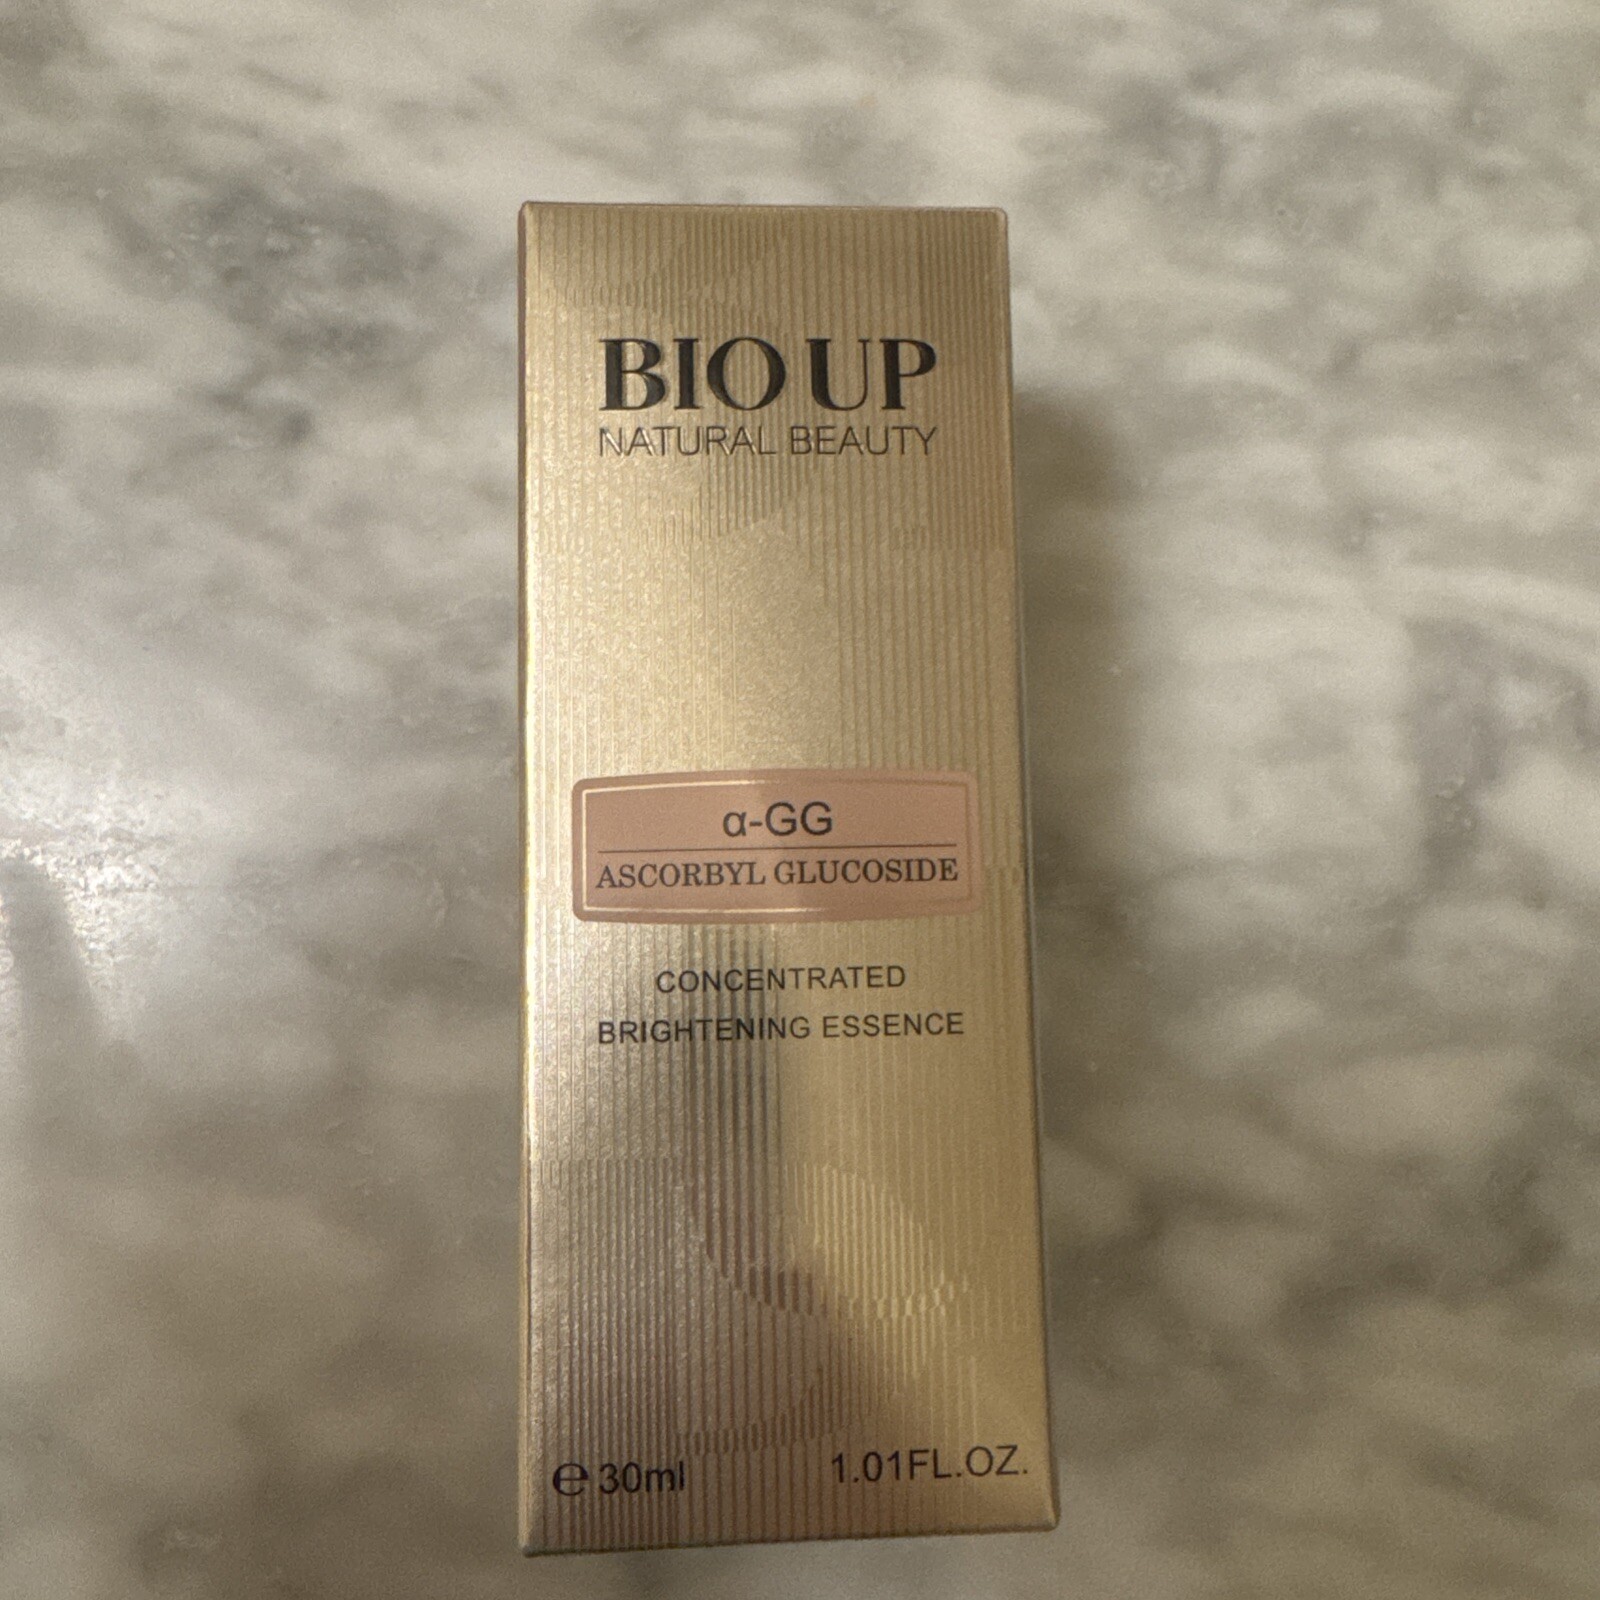 BIO UP
NATURAL BEAUTY
α-GG
ASCORBYL GLUCOSIDE
CONCENTRATED
BRIGHTENING ESSENCE
℮ 30ml 1.01FL.OZ.